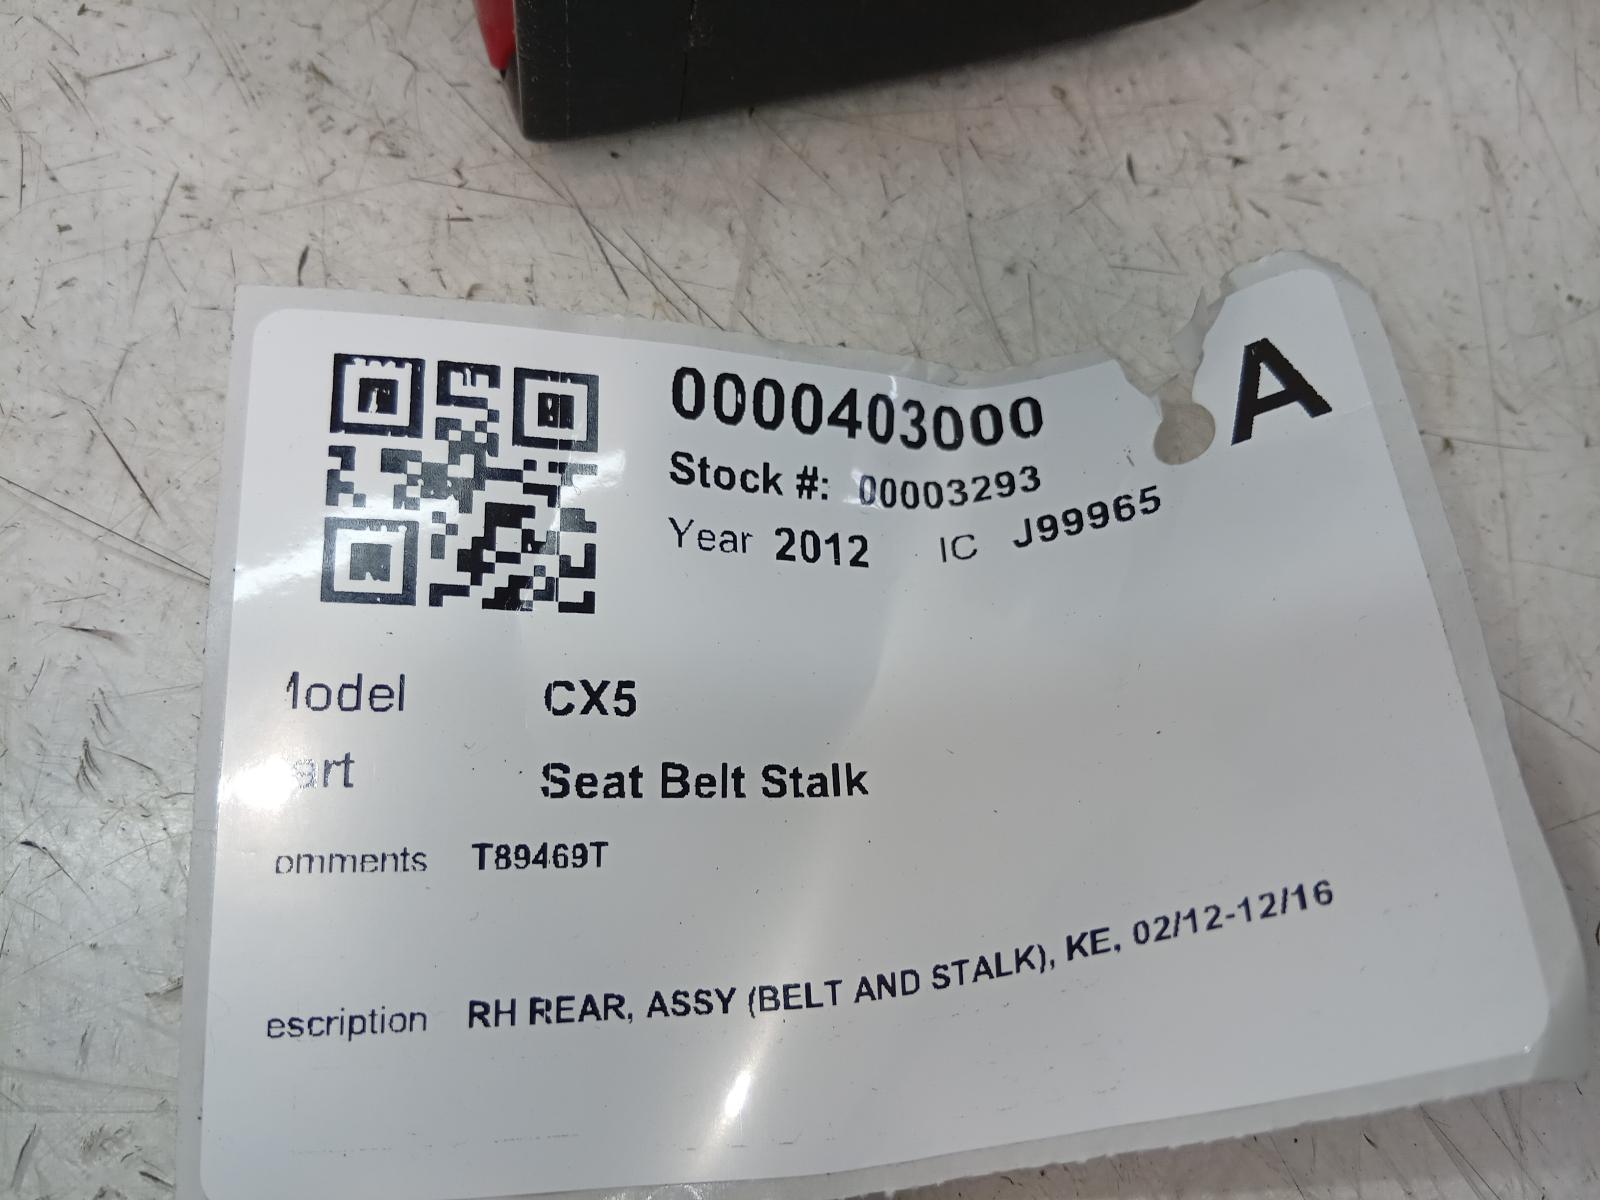 0000403000
A
Stock #: 00003293
Year 2012 IC J99965
Model CX5
art Seat Belt Stalk
omments T89469T
escription RH REAR, ASSY (BELT AND STALK), KE, 02/12-12/16